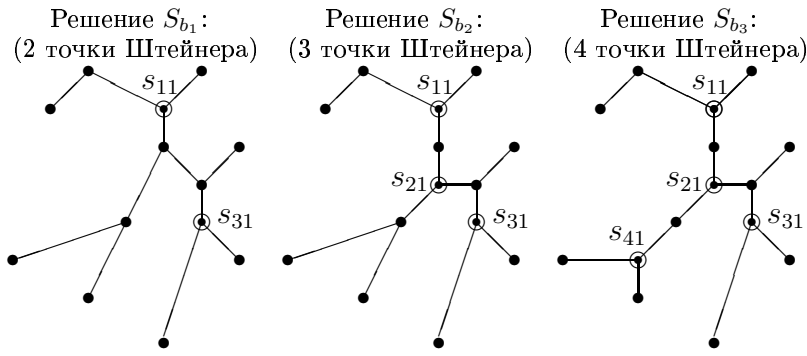 Решение S_{b_1}:
(2 точки Штейнера)
s_{11}
s_{31}
Решение S_{b_2}:
(3 точки Штейнера)
s_{11}
s_{21}
s_{31}
Решение S_{b_3}:
(4 точки Штейнера)
s_{11}
s_{21}
s_{31}
s_{41}